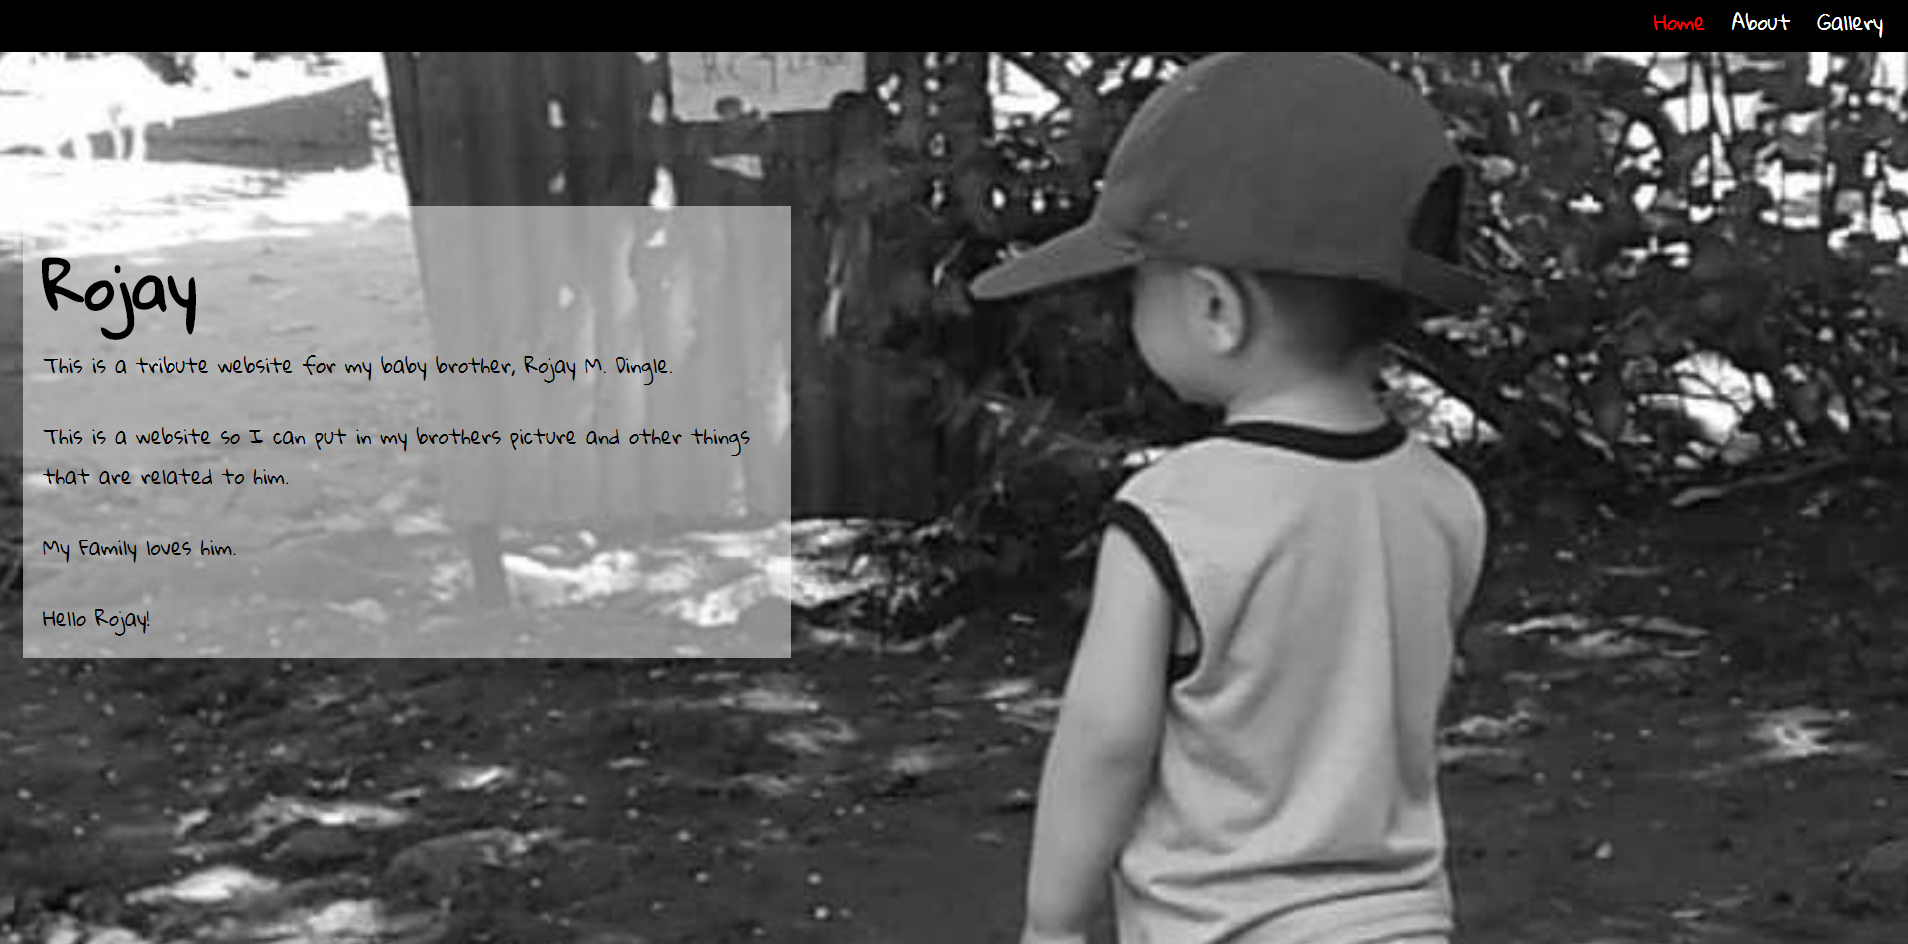 Home About Gallery
Rojay
This is a tribute website for my baby brother, Rojay M. Dingle.
This is a website so I can put in my brothers picture and other things
that are related to him.
My Family loves him.
Hello Rojay!